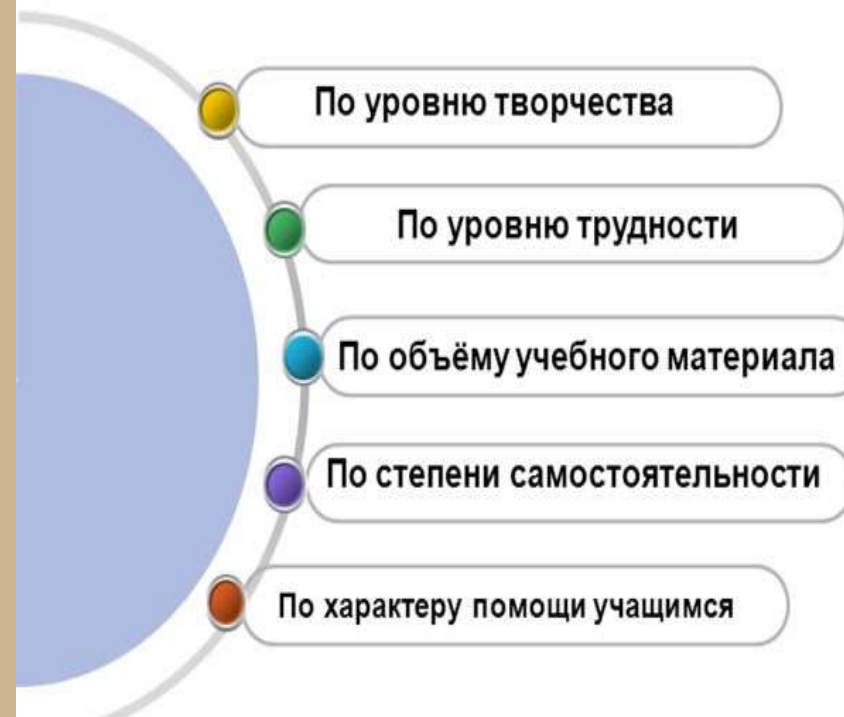 По уровню творчества
По уровню трудности
По объёму учебного материала
По степени самостоятельности
По характеру помощи учащимся